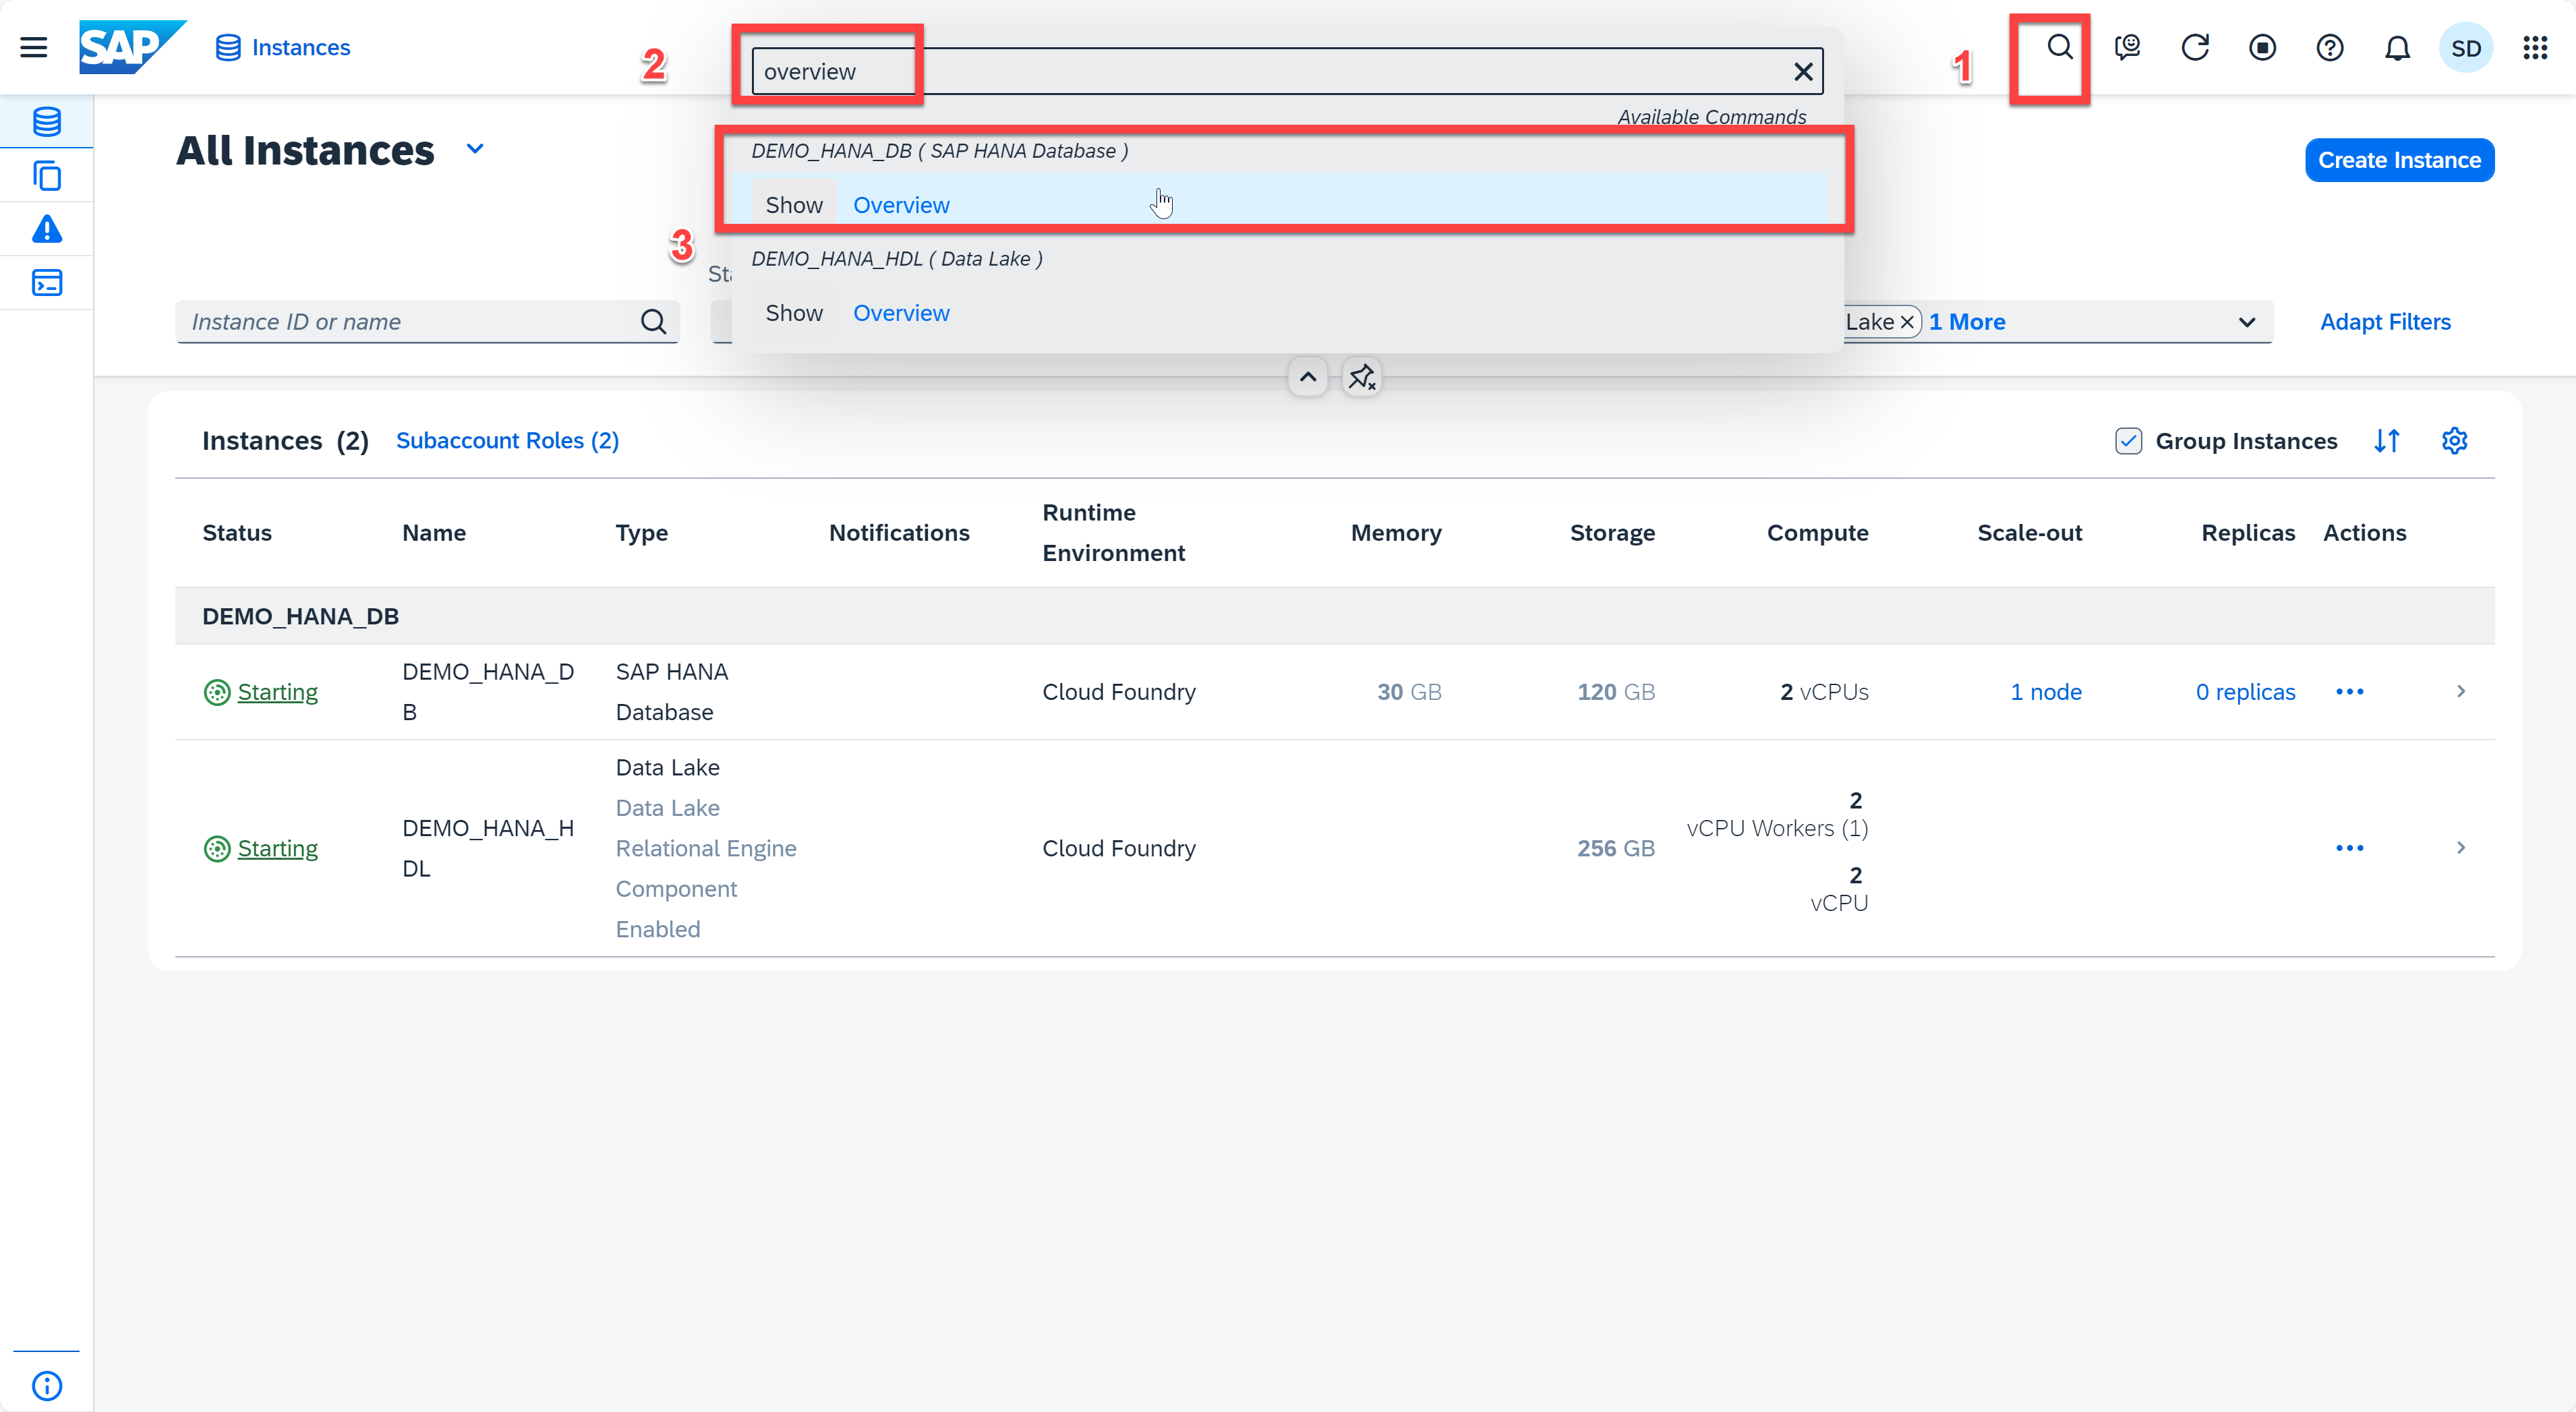 SAP
Instances
2
overview
1
SD
Available Commands
All Instances
DEMO_HANA_DB ( SAP HANA Database )
Create Instance
Show Overview
3
DEMO_HANA_HDL ( Data Lake )
Show Overview
Instance ID or name
Lake
1 More
Adapt Filters
Instances (2)
Subaccount Roles (2)
Group Instances
Status
Name
Type
Notifications
Runtime
Environment
Memory
Storage
Compute
Scale-out
Replicas
Actions
DEMO_HANA_DB
Starting
DEMO_HANA_D
B
SAP HANA
Database
Cloud Foundry
30 GB
120 GB
2 vCPUs
1 node
0 replicas
Starting
DEMO_HANA_H
DL
Data Lake
Data Lake
Relational Engine
Component
Enabled
Cloud Foundry
256 GB
2
vCPU Workers (1)
2
vCPU